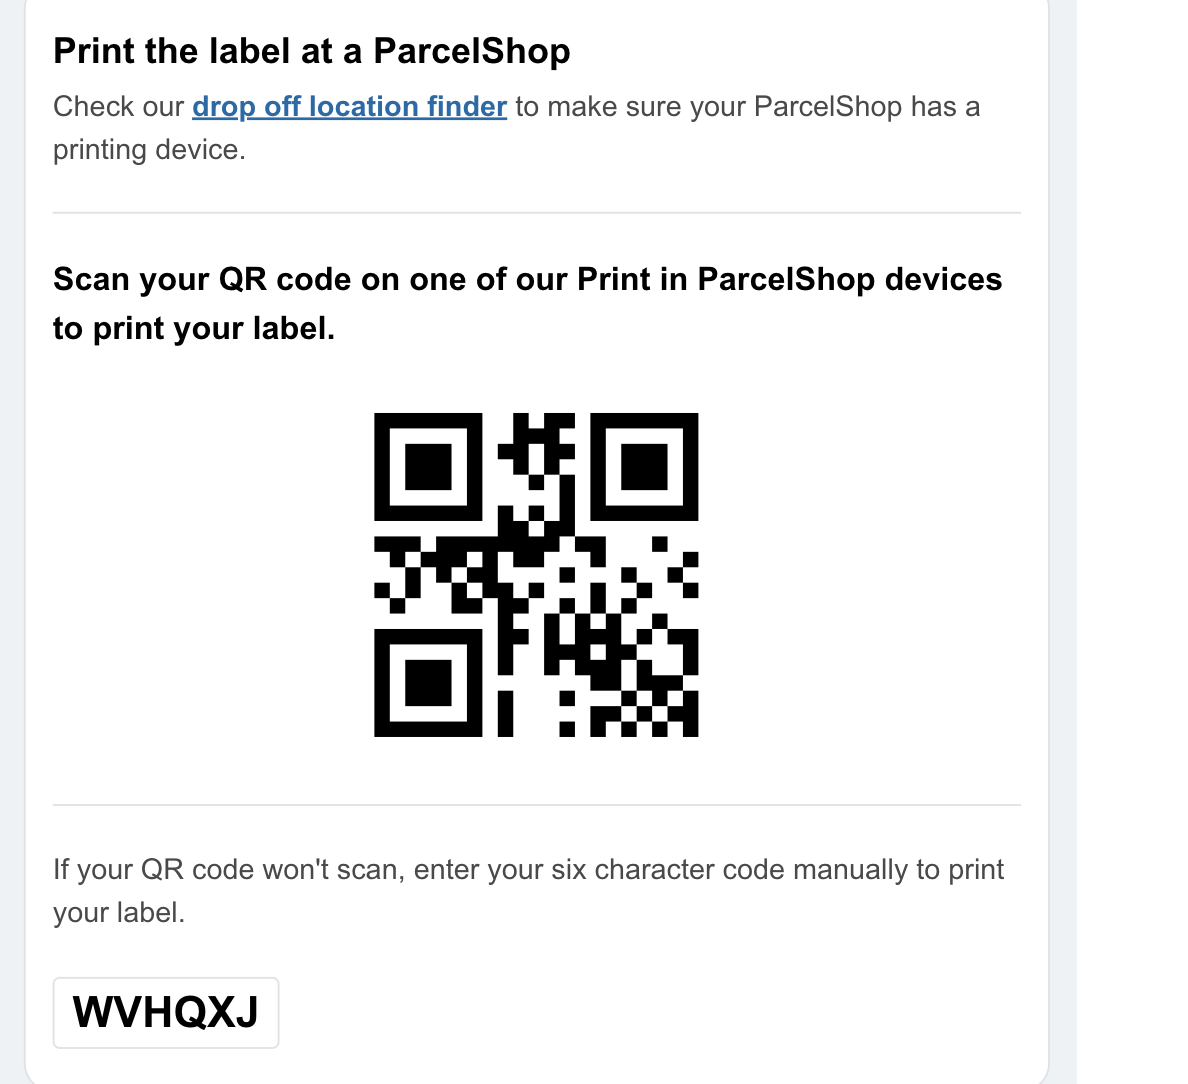 Print the label at a ParcelShop
Check our drop off location finder to make sure your ParcelShop has a
printing device.
Scan your QR code on one of our Print in ParcelShop devices
to print your label.
If your QR code won't scan, enter your six character code manually to print
your label.
WVHQXJ